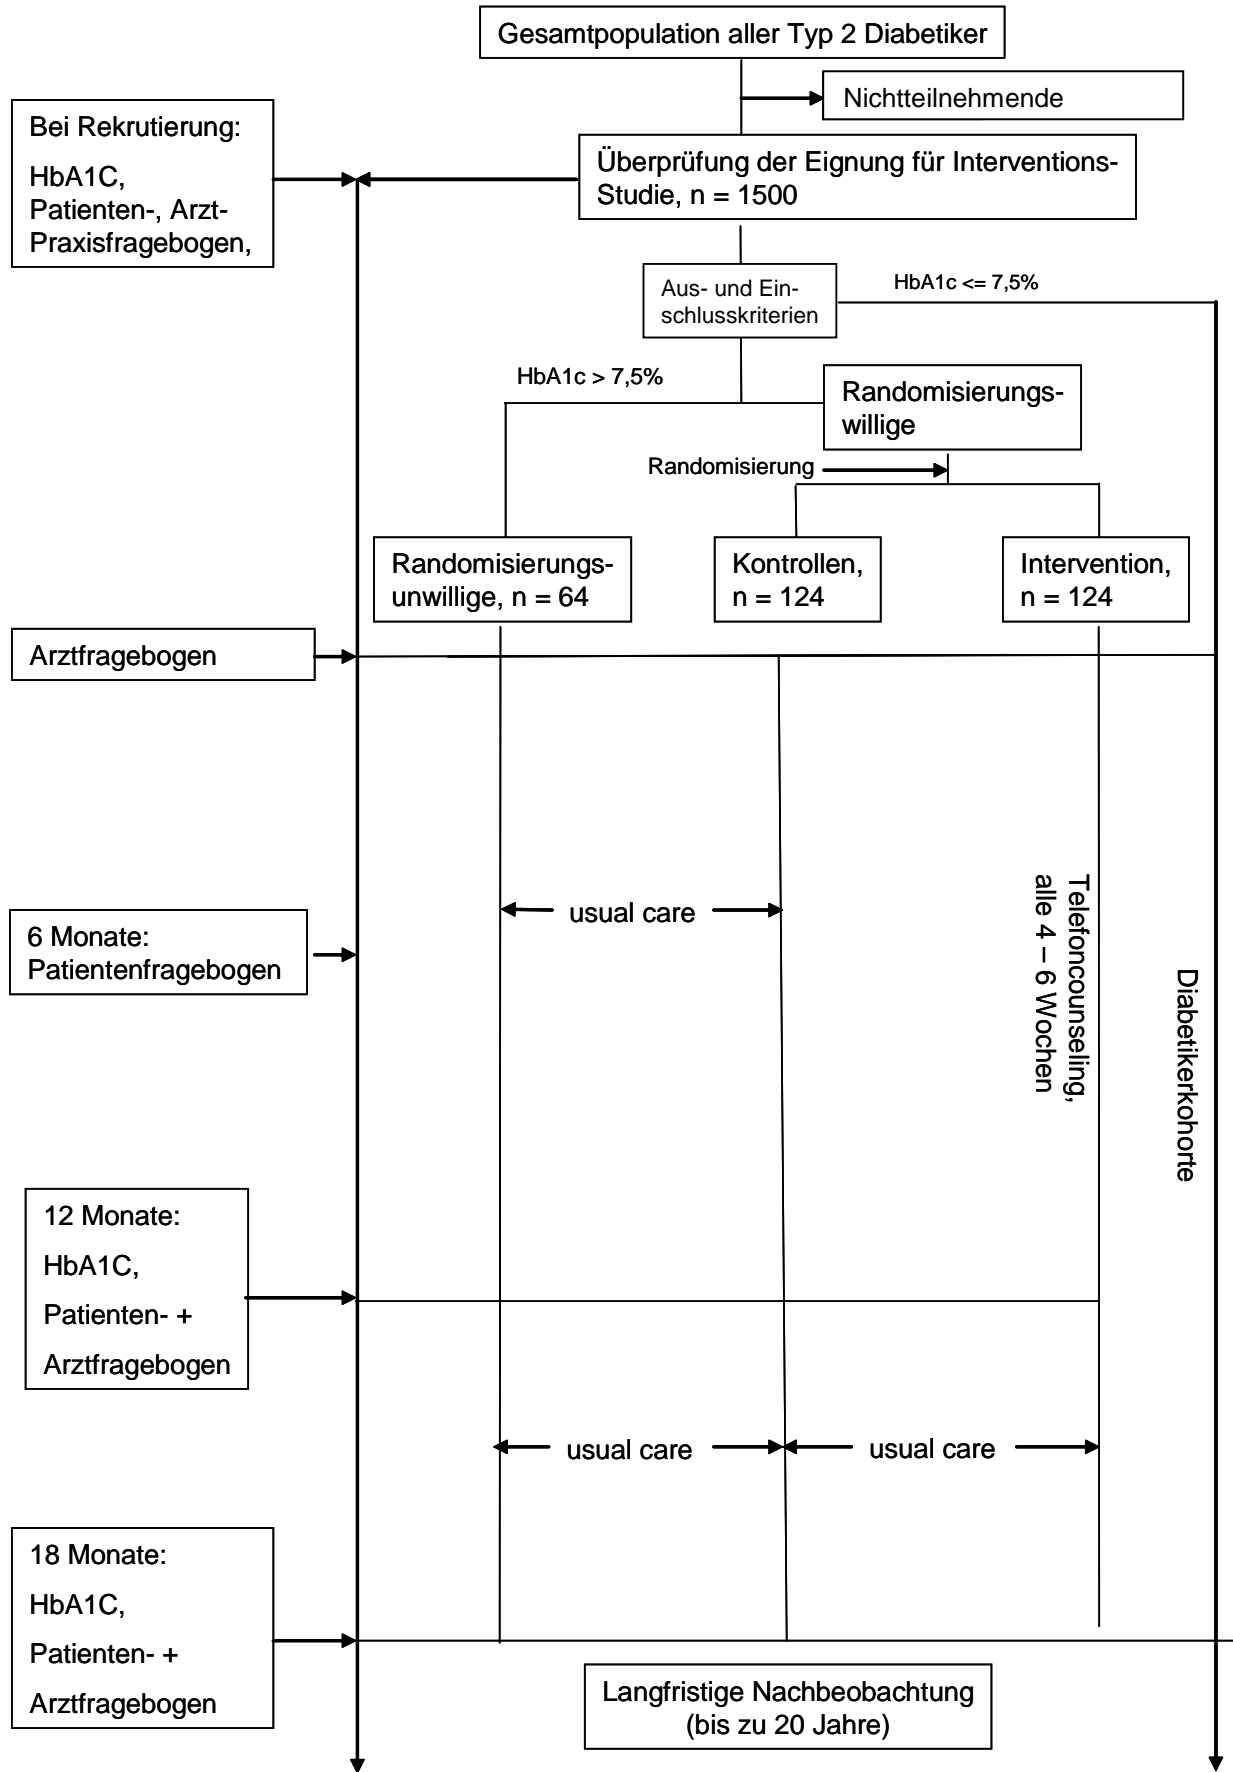 Gesamtpopulation aller Typ 2 Diabetiker
Nichtteilnehmende
Bei Rekrutierung:
HbA1C,
Patienten-, Arzt-
Praxisfragebogen,
Überprüfung der Eignung für Interventions-
Studie, n = 1500
Aus- und Ein-
schlusskriterien
HbA1c <= 7,5%
HbA1c > 7,5%
Randomisierungs-
willige
Randomisierung
Randomisierungs-
unwillige, n = 64
Kontrollen,
n = 124
Intervention,
n = 124
Arztfragebogen
usual care
Telefoncounseling,
alle 4 – 6 Wochen
Diabetikerkohorte
6 Monate:
Patientenfragebogen
12 Monate:
HbA1C,
Patienten- +
Arztfragebogen
usual care
usual care
18 Monate:
HbA1C,
Patienten- +
Arztfragebogen
Langfristige Nachbeobachtung
(bis zu 20 Jahre)